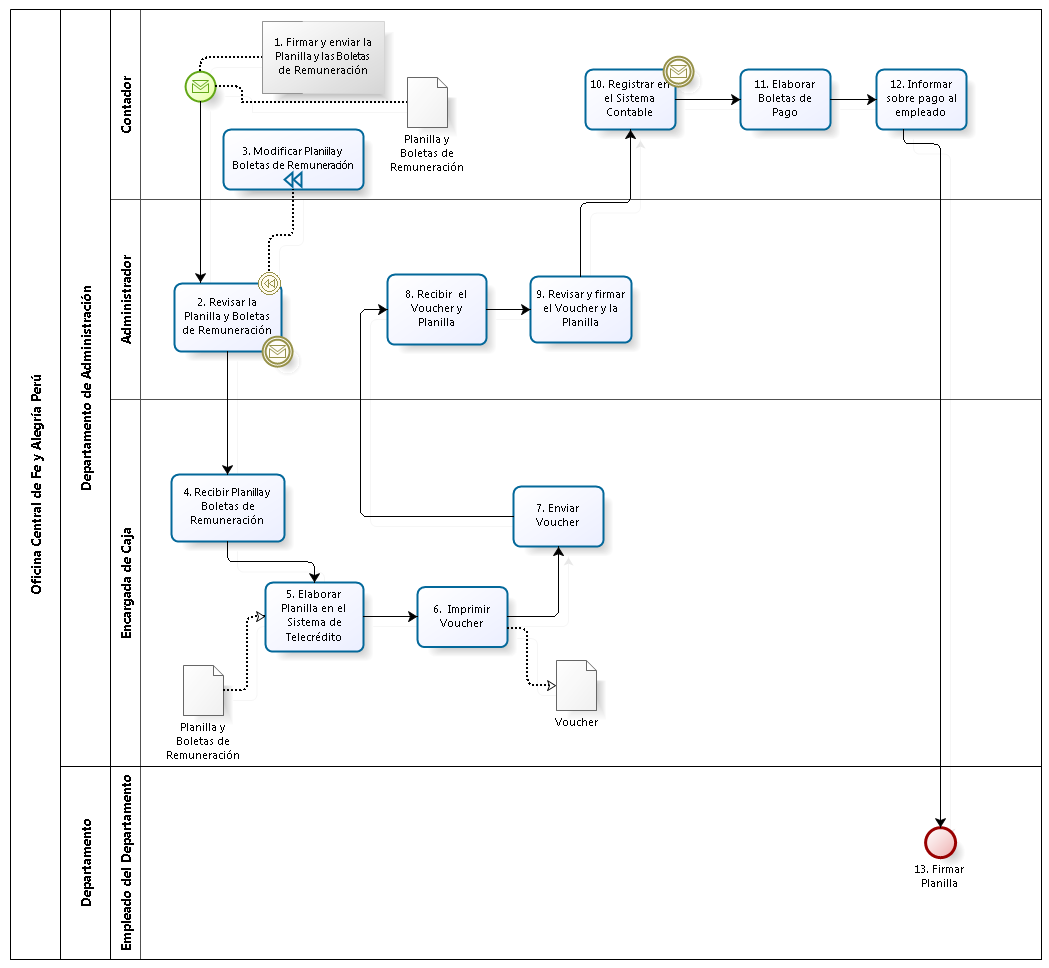 Oficina Central de Fe y Alegría Perú
Departamento de Administración
Contador
1. Firmar y enviar la
Planilla y las Boletas
de Remuneración
Planilla y
Boletas de
Remuneración
3. Modificar Planilla y
Boletas de Remuneración
10. Registrar en
el Sistema
Contable
11. Elaborar
Boletas de
Pago
12. Informar
sobre pago al
empleado
Administrador
2. Revisar la
Planilla y Boletas
de Remuneración
8. Recibir el
Voucher y
Planilla
9. Revisar y firmar
el Voucher y la
Planilla
Encargada de Caja
4. Recibir Planilla y
Boletas de
Remuneración
7. Enviar
Voucher
5. Elaborar
Planilla en el
Sistema de
Telecrédito
6. Imprimir
Voucher
Planilla y
Boletas de
Remuneración
Voucher
Departamento
Empleado del Departamento
13. Firmar
Planilla